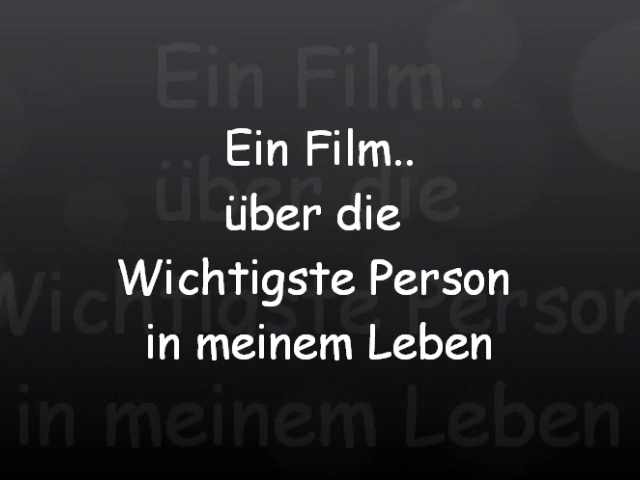 Ein Film..
über die
Wichtigste Person
in meinem Leben